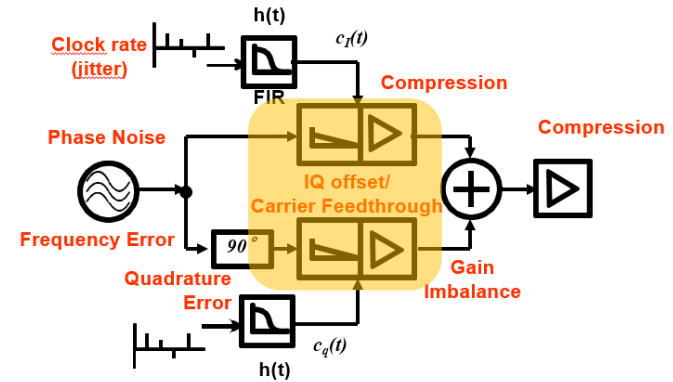 h(t)
Clock rate
(jitter)
c_I(t)
FIR
Compression
Phase Noise
Compression
IQ offset/
Carrier Feedthrough
Frequency Error
90°
Quadrature
Error
Gain
Imbalance
c_q(t)
h(t)